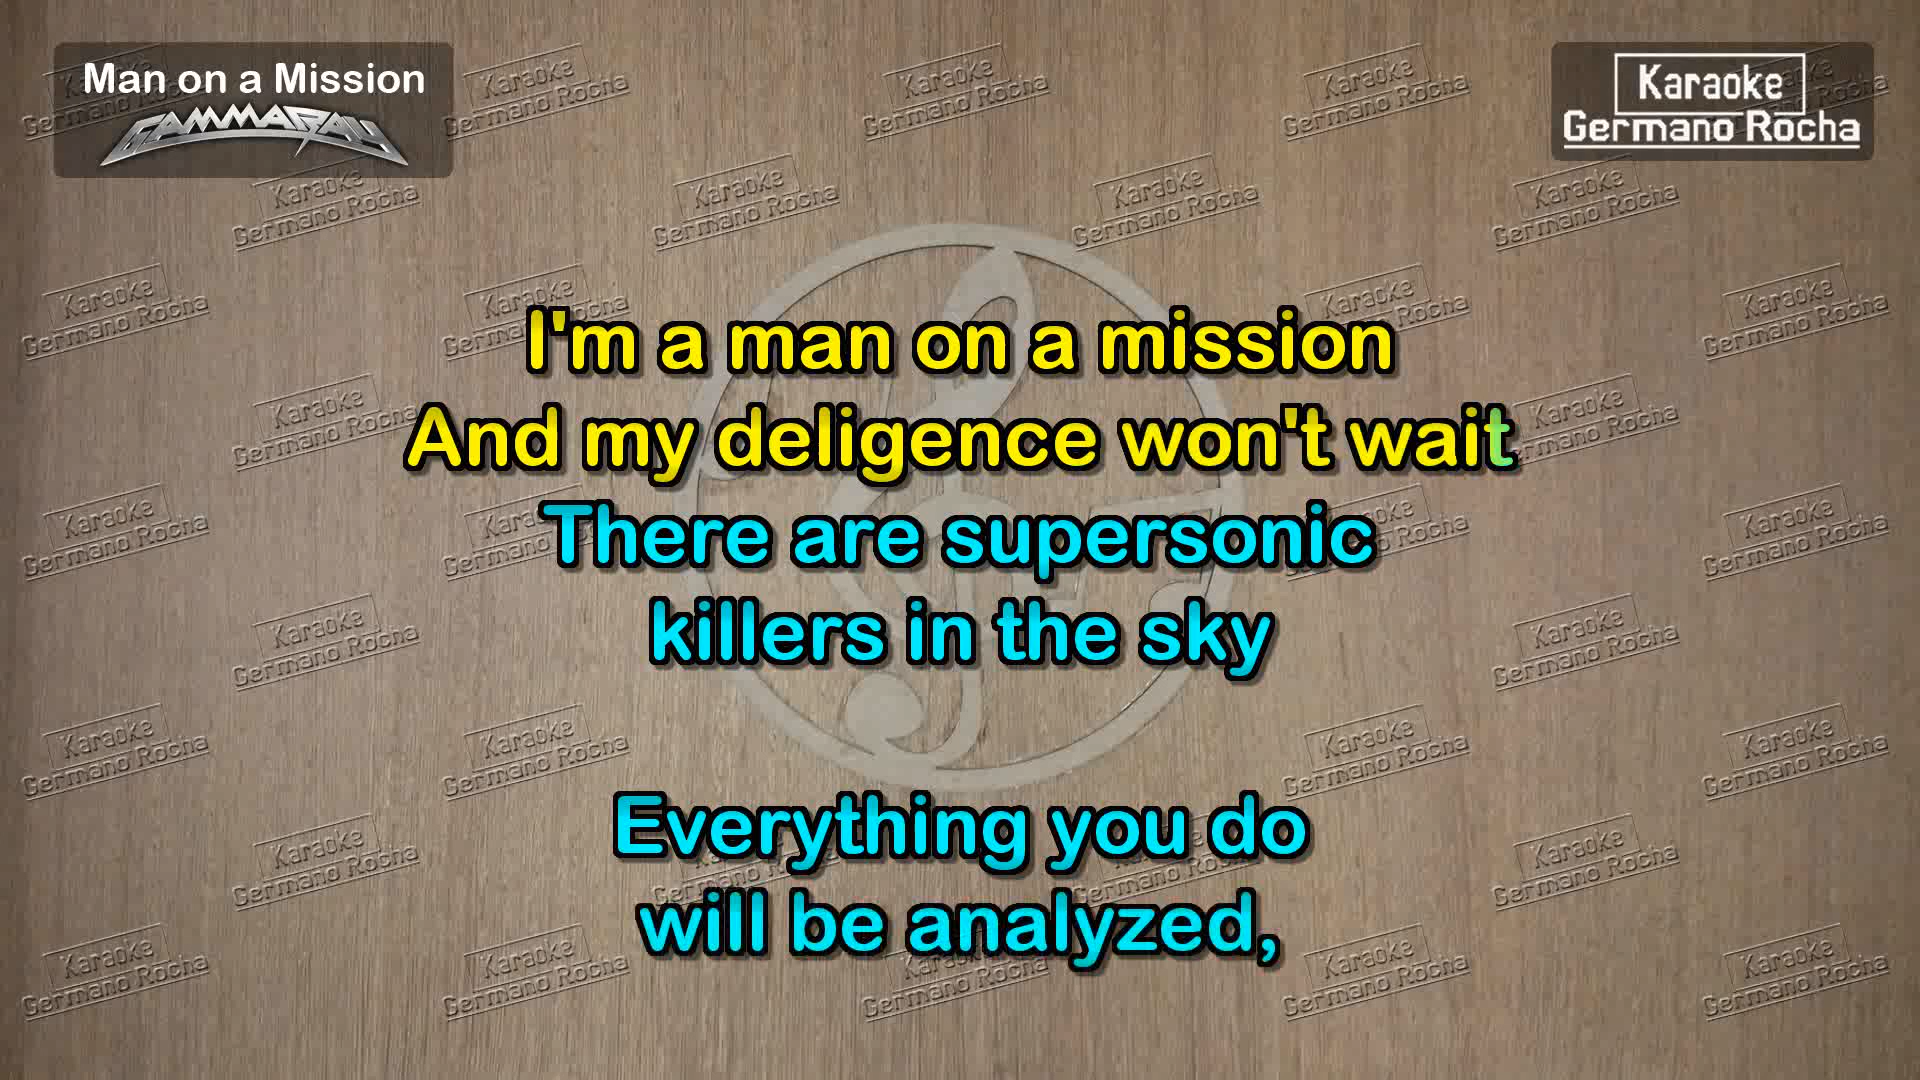 Man on a Mission
GAMMARAY
Karaoke
Germano Rocha
I'm a man on a mission
And my deligence won't wait
There are supersonic
killers in the sky
Everything you do
will be analyzed,